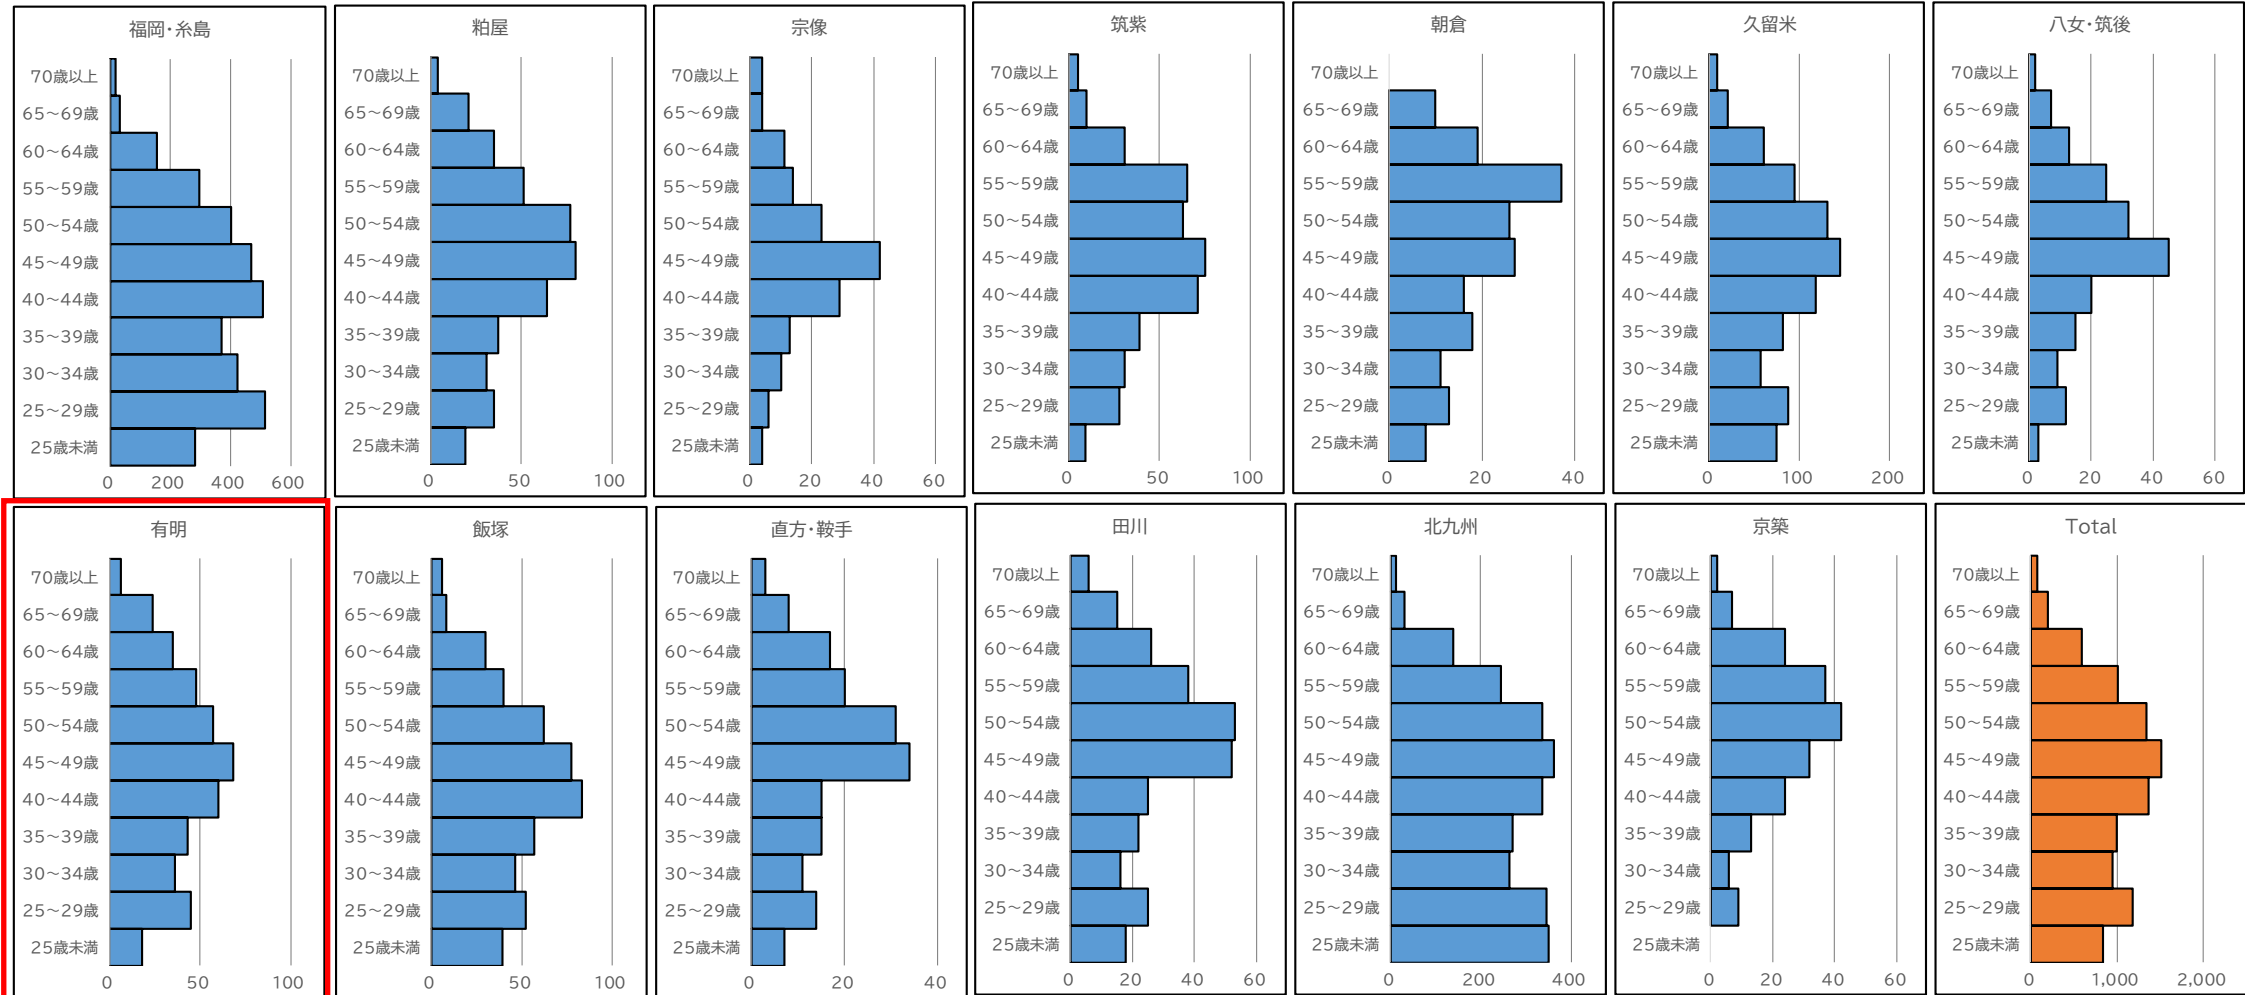 福岡・糸島
70歳以上
65～69歳
60～64歳
55～59歳
50～54歳
45～49歳
40～44歳
35～39歳
30～34歳
25～29歳
25歳未満
0 200 400 600
粕屋
70歳以上
65～69歳
60～64歳
55～59歳
50～54歳
45～49歳
40～44歳
35～39歳
30～34歳
25～29歳
25歳未満
0 50 100
宗像
70歳以上
65～69歳
60～64歳
55～59歳
50～54歳
45～49歳
40～44歳
35～39歳
30～34歳
25～29歳
25歳未満
0 20 40 60
筑紫
70歳以上
65～69歳
60～64歳
55～59歳
50～54歳
45～49歳
40～44歳
35～39歳
30～34歳
25～29歳
25歳未満
0 50 100
朝倉
70歳以上
65～69歳
60～64歳
55～59歳
50～54歳
45～49歳
40～44歳
35～39歳
30～34歳
25～29歳
25歳未満
0 20 40
久留米
70歳以上
65～69歳
60～64歳
55～59歳
50～54歳
45～49歳
40～44歳
35～39歳
30～34歳
25～29歳
25歳未満
0 100 200
八女・筑後
70歳以上
65～69歳
60～64歳
55～59歳
50～54歳
45～49歳
40～44歳
35～39歳
30～34歳
25～29歳
25歳未満
0 20 40 60
有明
70歳以上
65～69歳
60～64歳
55～59歳
50～54歳
45～49歳
40～44歳
35～39歳
30～34歳
25～29歳
25歳未満
0 50 100
飯塚
70歳以上
65～69歳
60～64歳
55～59歳
50～54歳
45～49歳
40～44歳
35～39歳
30～34歳
25～29歳
25歳未満
0 50 100
直方・鞍手
70歳以上
65～69歳
60～64歳
55～59歳
50～54歳
45～49歳
40～44歳
35～39歳
30～34歳
25～29歳
25歳未満
0 20 40
田川
70歳以上
65～69歳
60～64歳
55～59歳
50～54歳
45～49歳
40～44歳
35～39歳
30～34歳
25～29歳
25歳未満
0 20 40 60
北九州
70歳以上
65～69歳
60～64歳
55～59歳
50～54歳
45～49歳
40～44歳
35～39歳
30～34歳
25～29歳
25歳未満
0 200 400
京築
70歳以上
65～69歳
60～64歳
55～59歳
50～54歳
45～49歳
40～44歳
35～39歳
30～34歳
25～29歳
25歳未満
0 20 40 60
Total
70歳以上
65～69歳
60～64歳
55～59歳
50～54歳
45～49歳
40～44歳
35～39歳
30～34歳
25～29歳
25歳未満
0 1,000 2,000